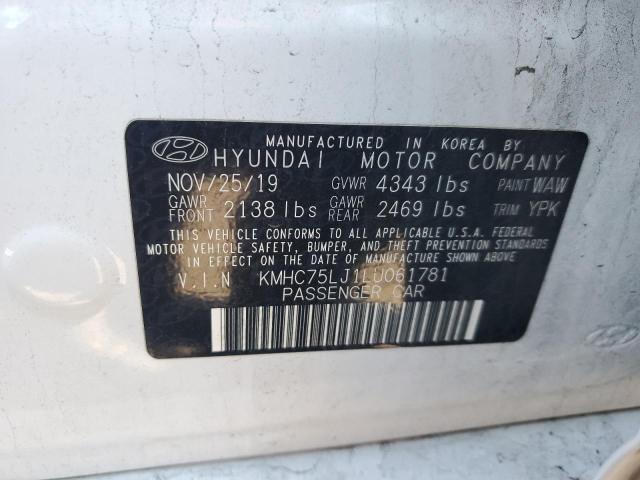 MANUFACTURED IN KOREA BY
HYUNDAI MOTOR COMPANY
NOV/25/19 GVWR 4343 lbs PAINT WAW
GAWR FRONT 2138 lbs GAWR REAR 2469 lbs TRIM YPK
THIS VEHICLE CONFORMS TO ALL APPLICABLE U.S.A. FEDERAL
MOTOR VEHICLE SAFETY, BUMPER, AND THEFT PREVENTION
STANDARDS IN EFFECT ON THE DATE OF MANUFACTURE SHOWN ABOVE.
V.I.N KMHC75LJ1LU061781
PASSENGER CAR